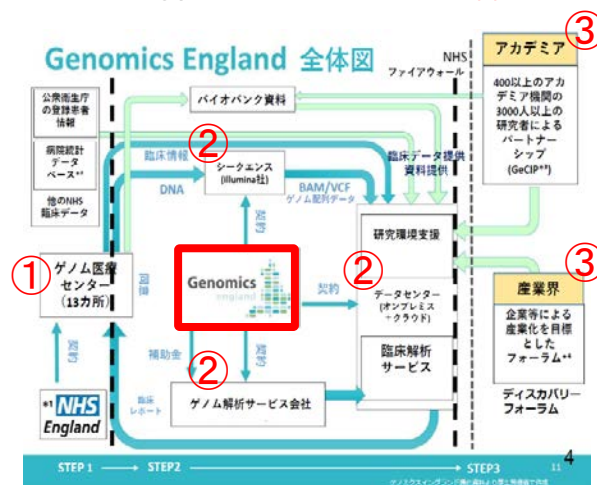 ③
Genomics England 全体図
NHS
ファイアウォール
アカデミア
400以上のアカ
デミア機関の
3000人以上の
研究者による
パートナー
シップ
(GeCIP*³)
公衆衛生庁
の登録患者
情報
病院統計
データ
ベース*²
他のNHS
臨床データ
バイオバンク資料
臨床情報
②
DNA
シークエンス
(Illumina社)
BAM/VCF
ゲノム配列データ
臨床データ提供
資料提供
①
ゲノム医療
センター
(13カ所)
同意
契約
Genomics
england
契約
②
研究環境支援
データセンター
(オンプレミス
+クラウド)
臨床解析
サービス
③
産業界
企業等による
産業化を目標
とした
フォーラム*⁴
ディスカバリー
フォーラム
契約
*1 NHS
England
臨床
レポート
補助金
②
契約
ゲノム解析サービス会社
4
STEP 1
STEP2
STEP3
11